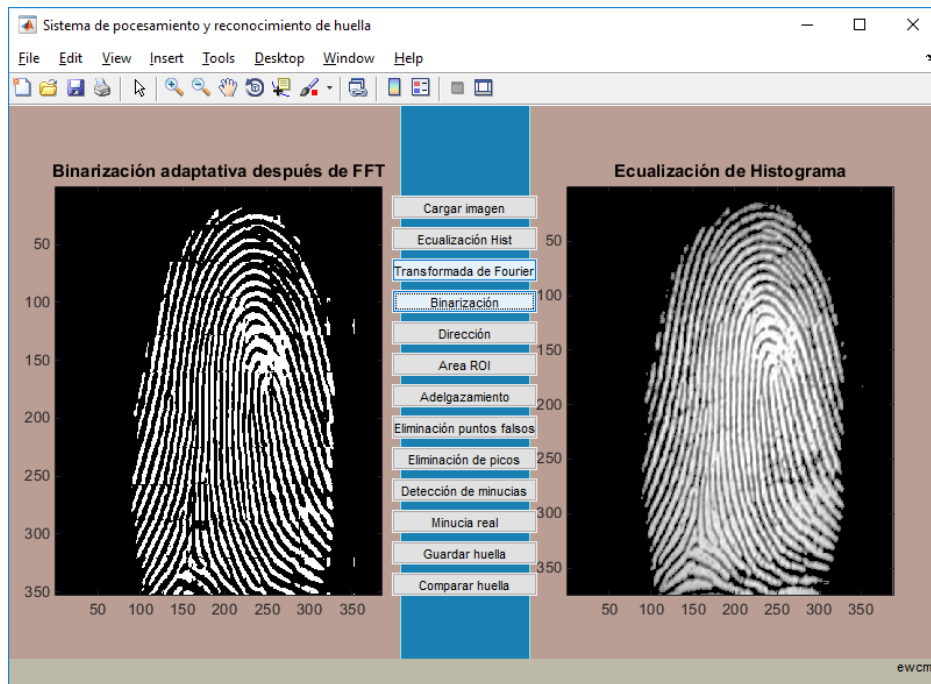 Sistema de pocesamiento y reconocimiento de huella
File Edit View Insert Tools Desktop Window Help
Binarización adaptativa después de FFT
50
100
150
200
250
300
350
50 100 150 200 250 300 350
Cargar imagen
Ecualización Hist
Transformada de Fourier
Binarización
Dirección
Area ROI
Adelgazamiento
Eliminación puntos falsos
Eliminación de picos
Detección de minucias
Minucia real
Guardar huella
Comparar huella
Ecualización de Histograma
50
100
150
200
250
300
350
50 100 150 200 250 300 350
ewcm